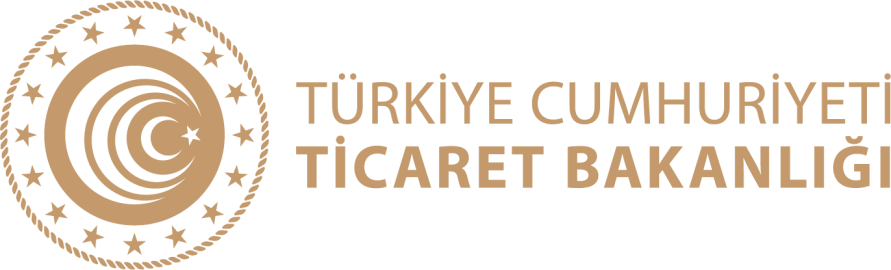 TÜRKİYE CUMHURİYETİ
TİCARET BAKANLIĞI